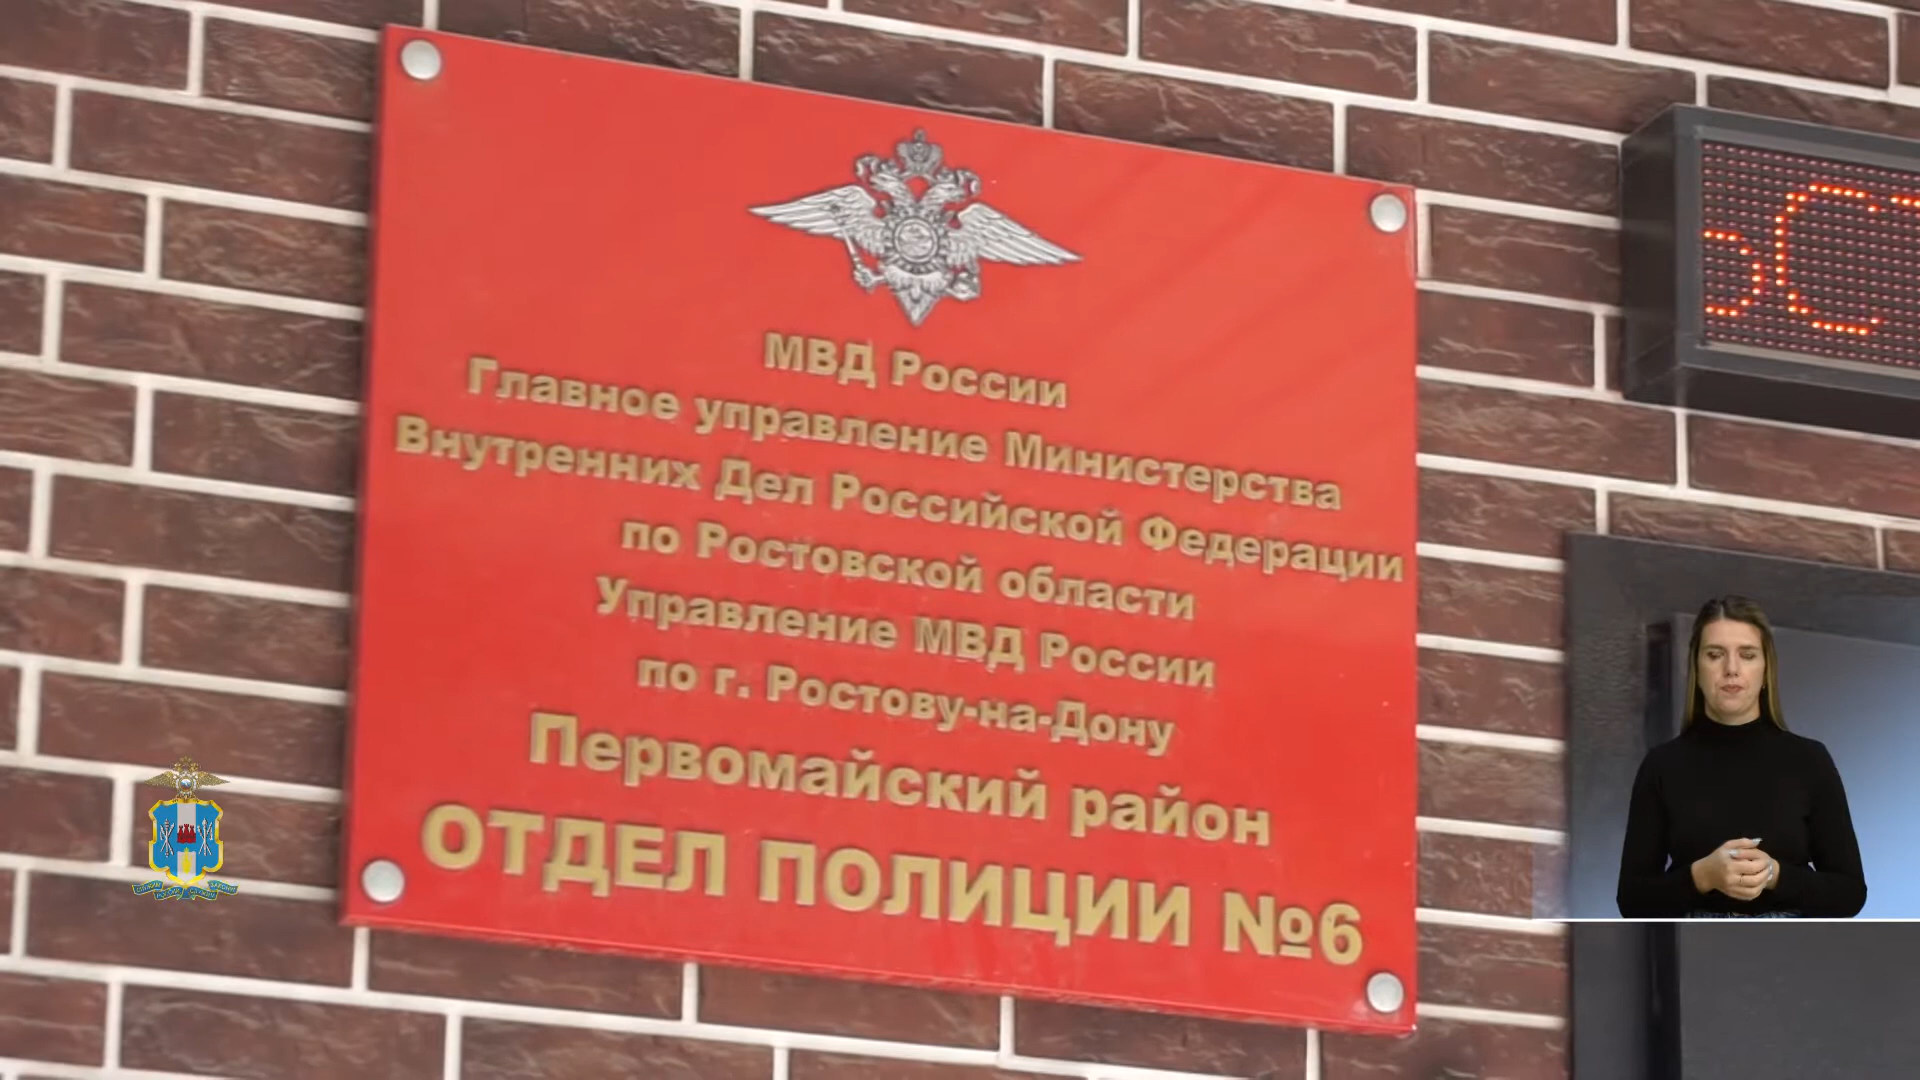 МВД России
Главное управление Министерства
Внутренних Дел Российской Федерации
по Ростовской области
Управление МВД России
по г. Ростову-на-Дону
Первомайский район
ОТДЕЛ ПОЛИЦИИ №6